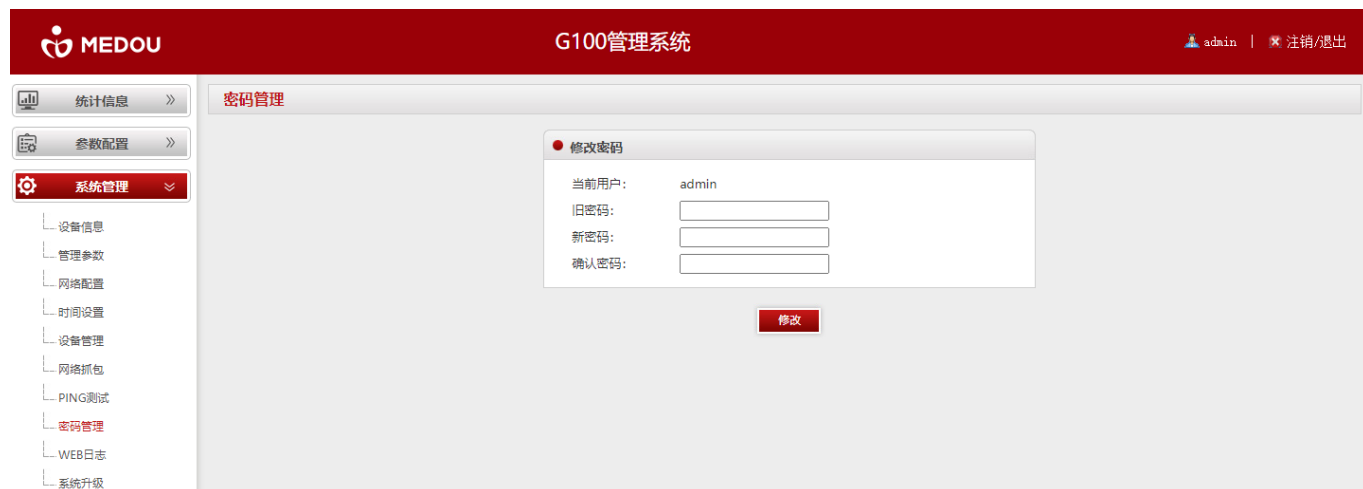 MEDOU
G100管理系统
admin | 注销/退出
统计信息
参数配置
系统管理
设备信息
管理参数
网络配置
时间设置
设备管理
网络抓包
PING测试
密码管理
WEB日志
系统升级
密码管理
修改密码
当前用户: admin
旧密码:
新密码:
确认密码:
修改